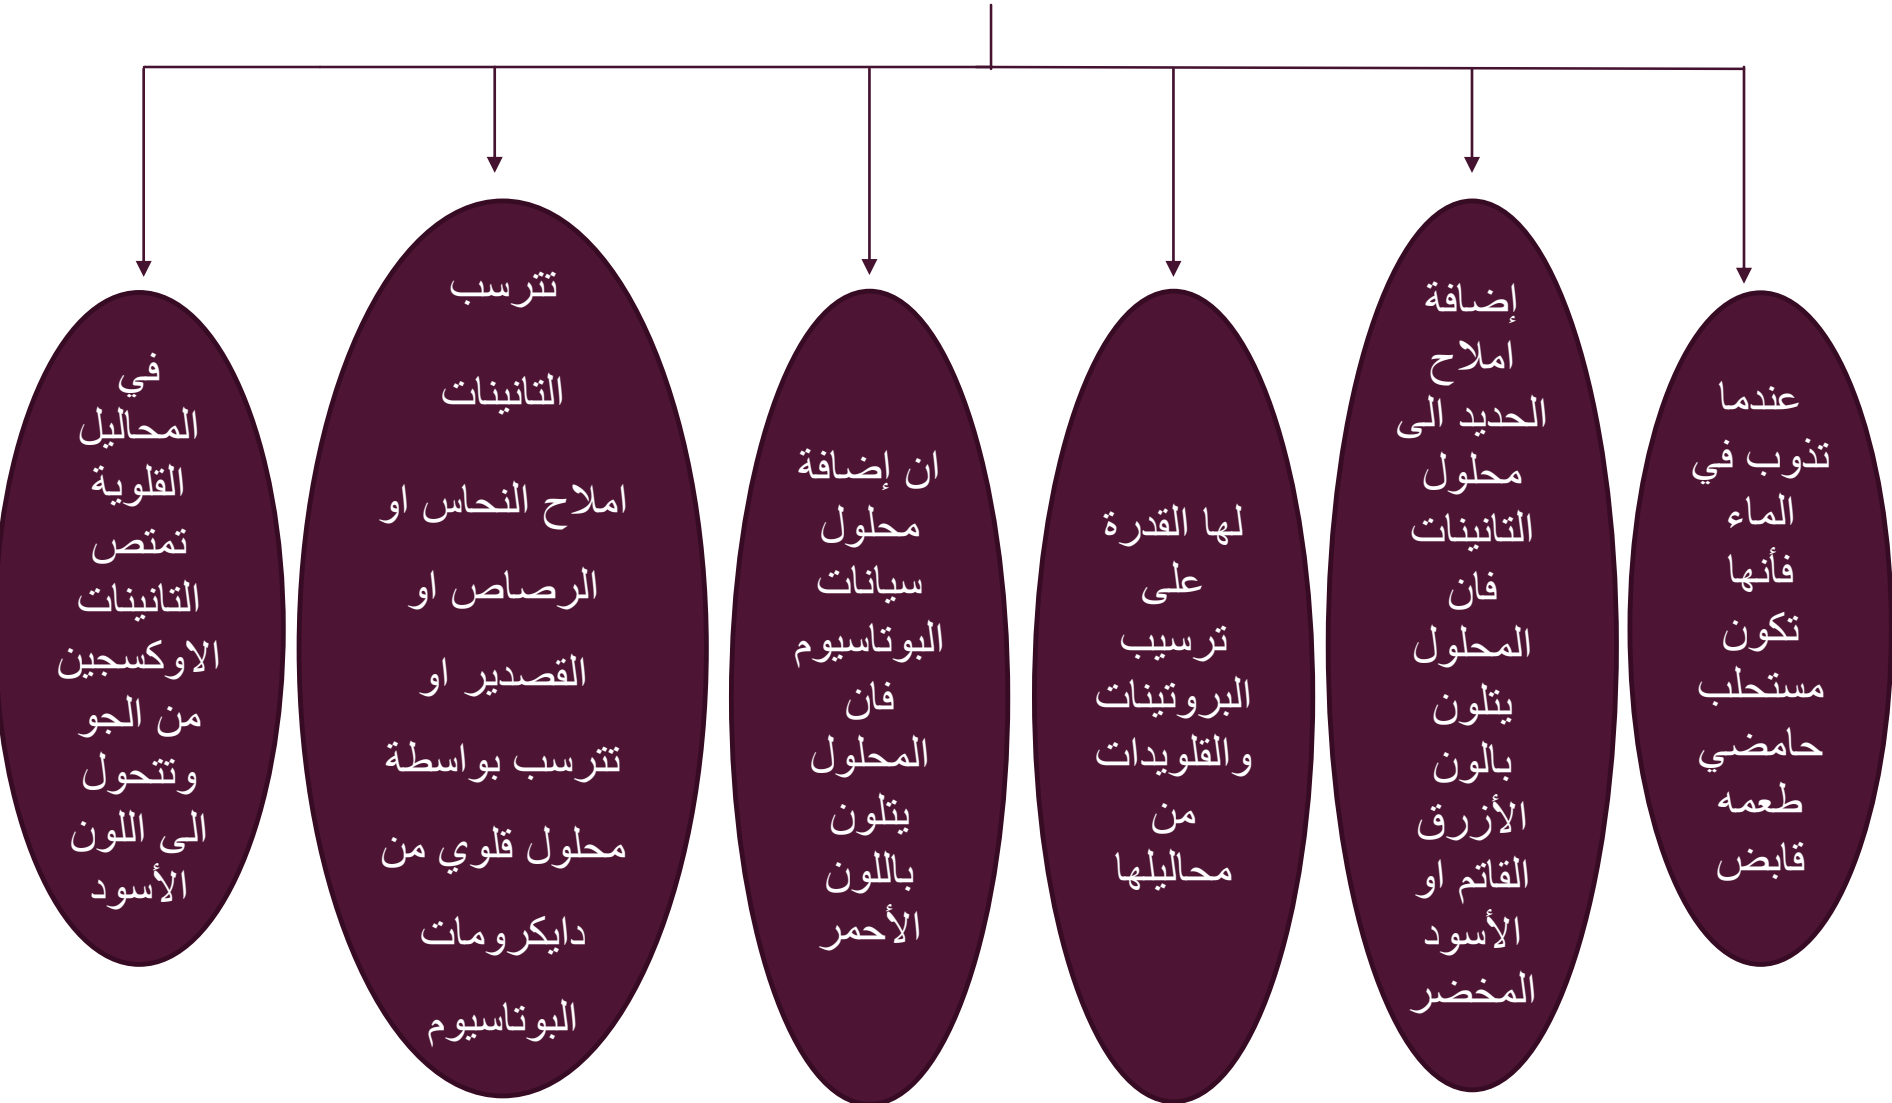 عندما
تذوب في
الماء
فأنها
تكون
مستحلب
حامضي
طعمه
قابض
إضافة
املاح
الحديد الى
محلول
التانينات
فان
المحلول
يتلون
بالون
الأزرق
القاتم او
الأسود
المخضر
لها القدرة
على
ترسيب
البروتينات
والقلويدات
من
محاليلها
ان إضافة
محلول
سيانات
البوتاسيوم
فان
المحلول
يتلون
باللون
الأحمر
تترسب
التانينات
املاح النحاس او
الرصاص او
القصدير او
تترسب بواسطة
محلول قلوي من
دايكرومات
البوتاسيوم
في
المحاليل
القلوية
تمتص
التانينات
الاوكسجين
من الجو
وتتحول
الى اللون
الأسود